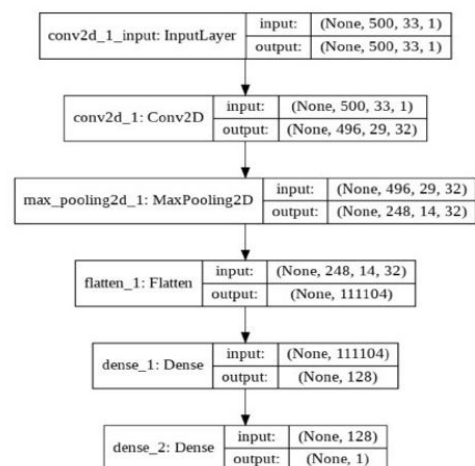 conv2d_1_input: InputLayer input: (None, 500, 33, 1)
output: (None, 500, 33, 1)
conv2d_1: Conv2D input: (None, 500, 33, 1)
output: (None, 496, 29, 32)
max_pooling2d_1: MaxPooling2D input: (None, 496, 29, 32)
output: (None, 248, 14, 32)
flatten_1: Flatten input: (None, 248, 14, 32)
output: (None, 111104)
dense_1: Dense input: (None, 111104)
output: (None, 128)
dense_2: Dense input: (None, 128)
output: (None, 1)